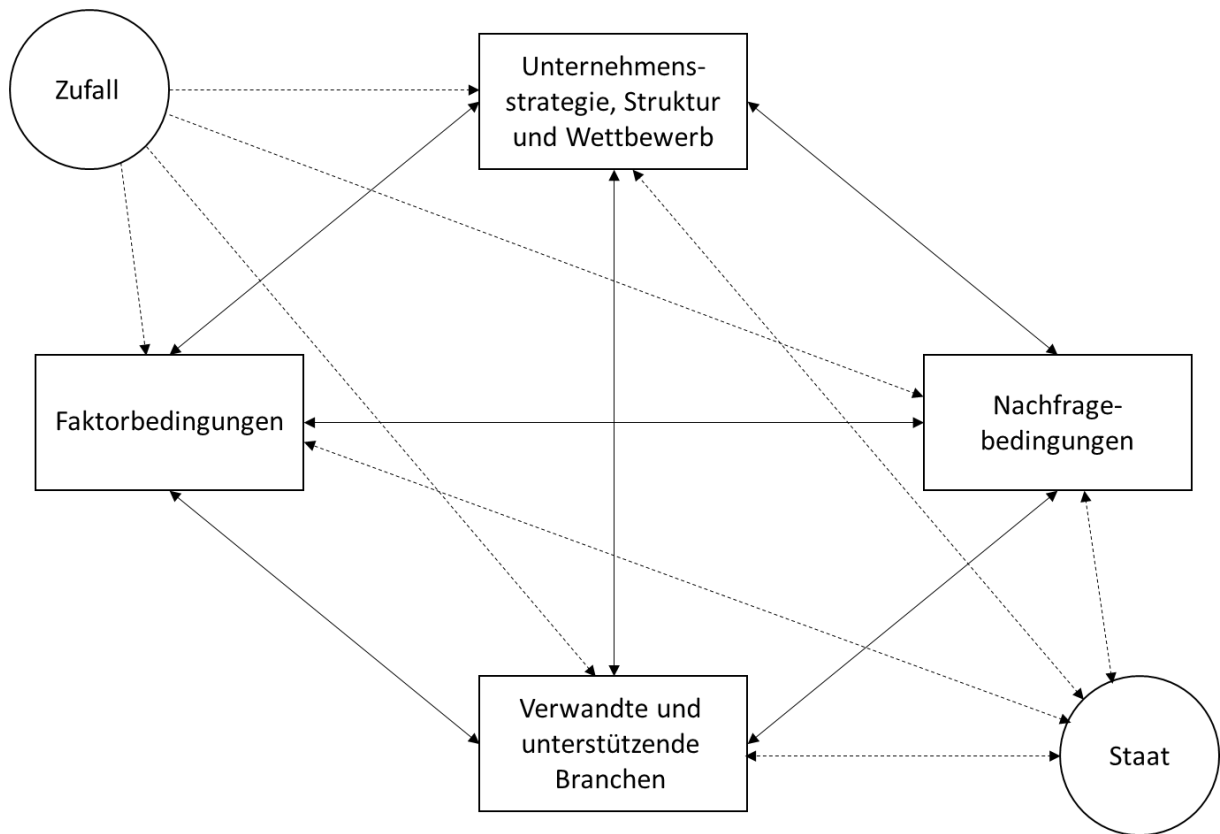 Zufall
Unternehmens-
strategie, Struktur
und Wettbewerb
Faktorbedingungen
Nachfrage-
bedingungen
Verwandte und
unterstützende
Branchen
Staat